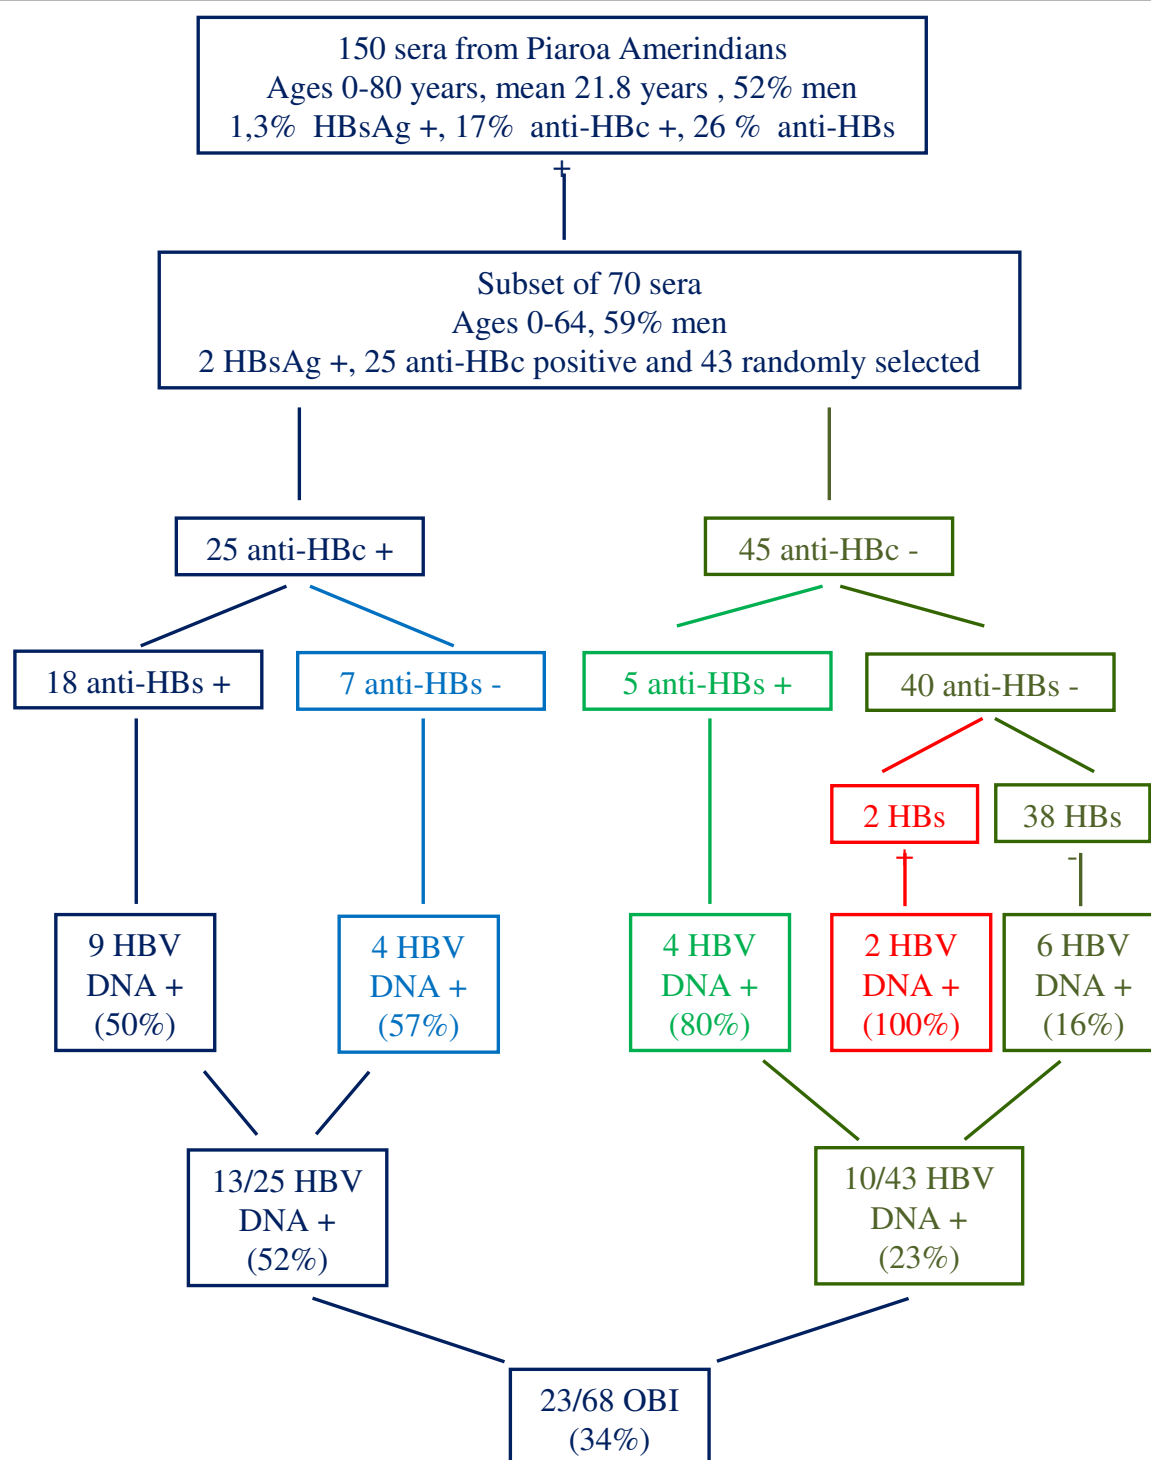 150 sera from Piaroa Amerindians
Ages 0-80 years, mean 21.8 years , 52% men
1,3% HBsAg +, 17% anti-HBc +, 26 % anti-HBs
+
Subset of 70 sera
Ages 0-64, 59% men
2 HBsAg +, 25 anti-HBc positive and 43 randomly selected
25 anti-HBc +
45 anti-HBc -
18 anti-HBs +
7 anti-HBs -
5 anti-HBs +
40 anti-HBs -
2 HBs
+
38 HBs
-
9 HBV
DNA +
(50%)
4 HBV
DNA +
(57%)
4 HBV
DNA +
(80%)
2 HBV
DNA +
(100%)
6 HBV
DNA +
(16%)
13/25 HBV
DNA +
(52%)
10/43 HBV
DNA +
(23%)
23/68 OBI
(34%)